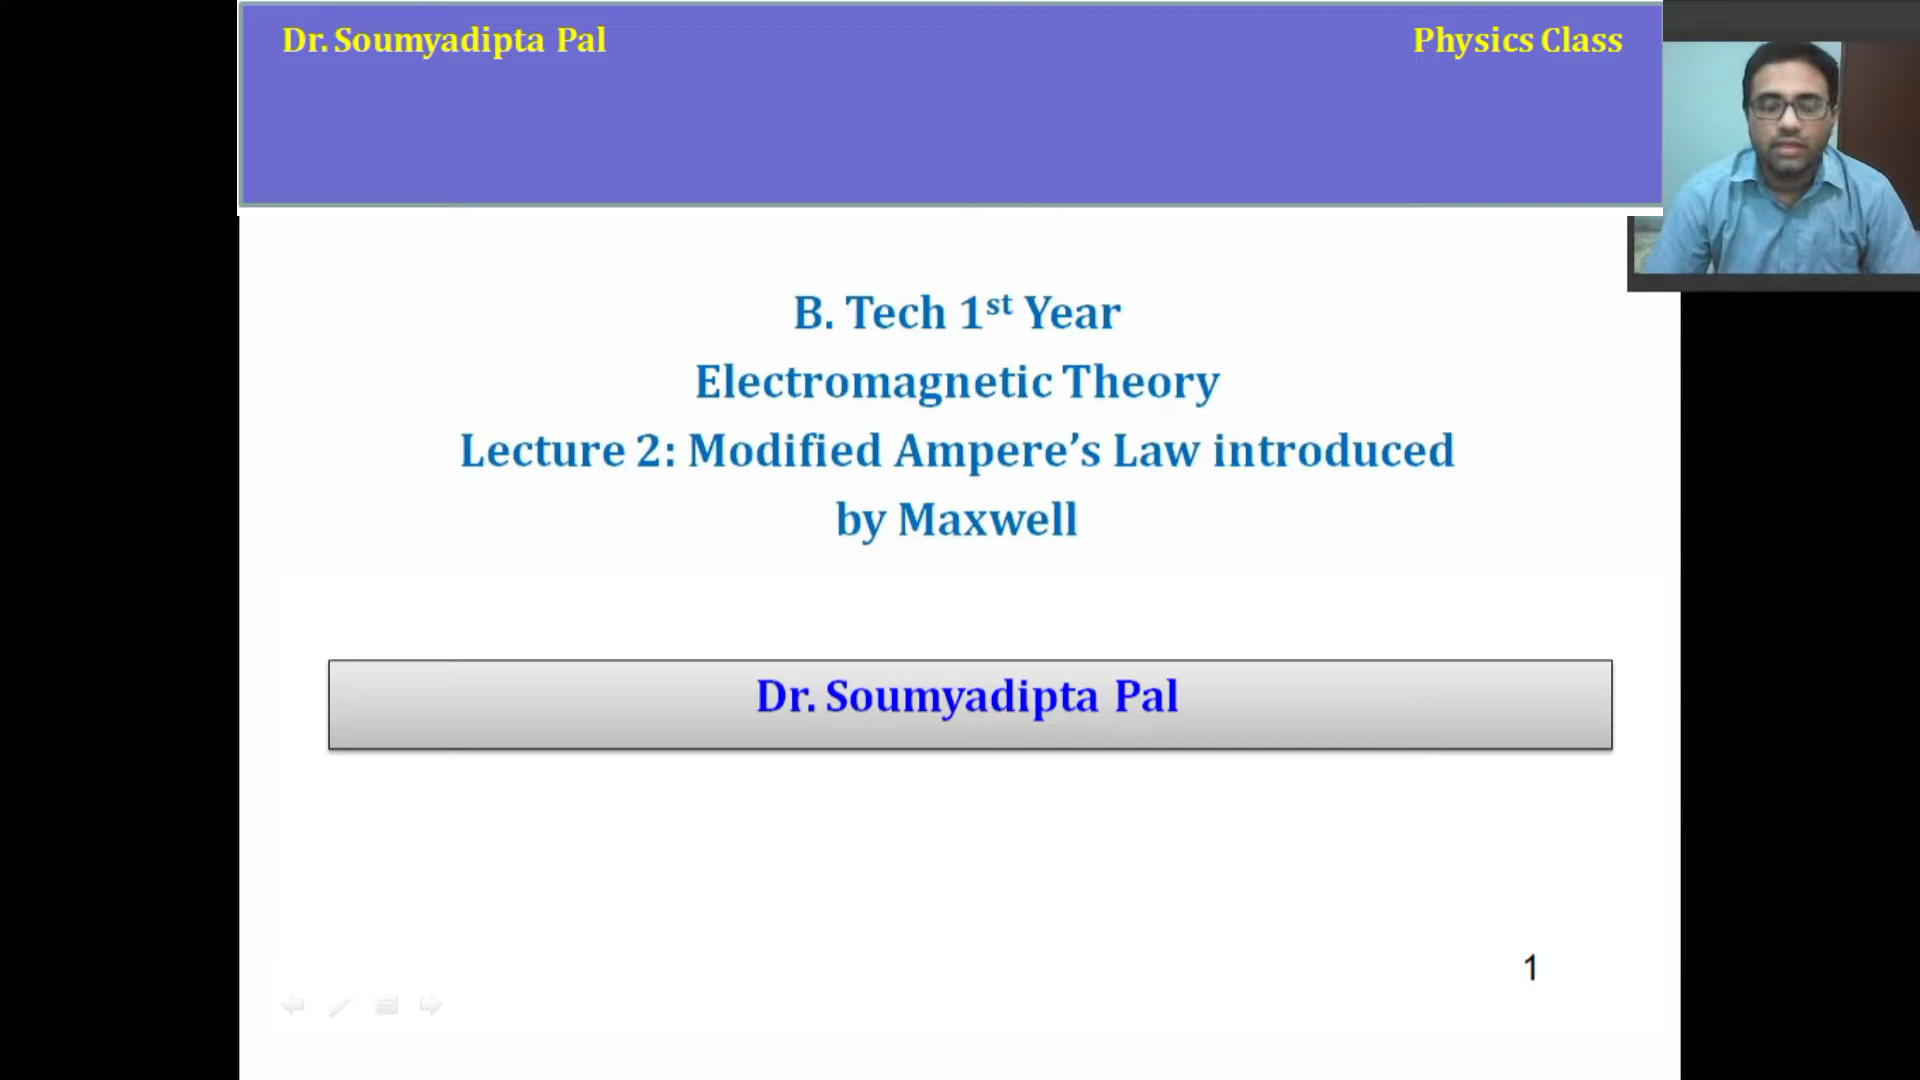 Dr. Soumyadipta Pal
Physics Class
B. Tech 1st Year
Electromagnetic Theory
Lecture 2: Modified Ampere’s Law introduced
by Maxwell
Dr. Soumyadipta Pal
1